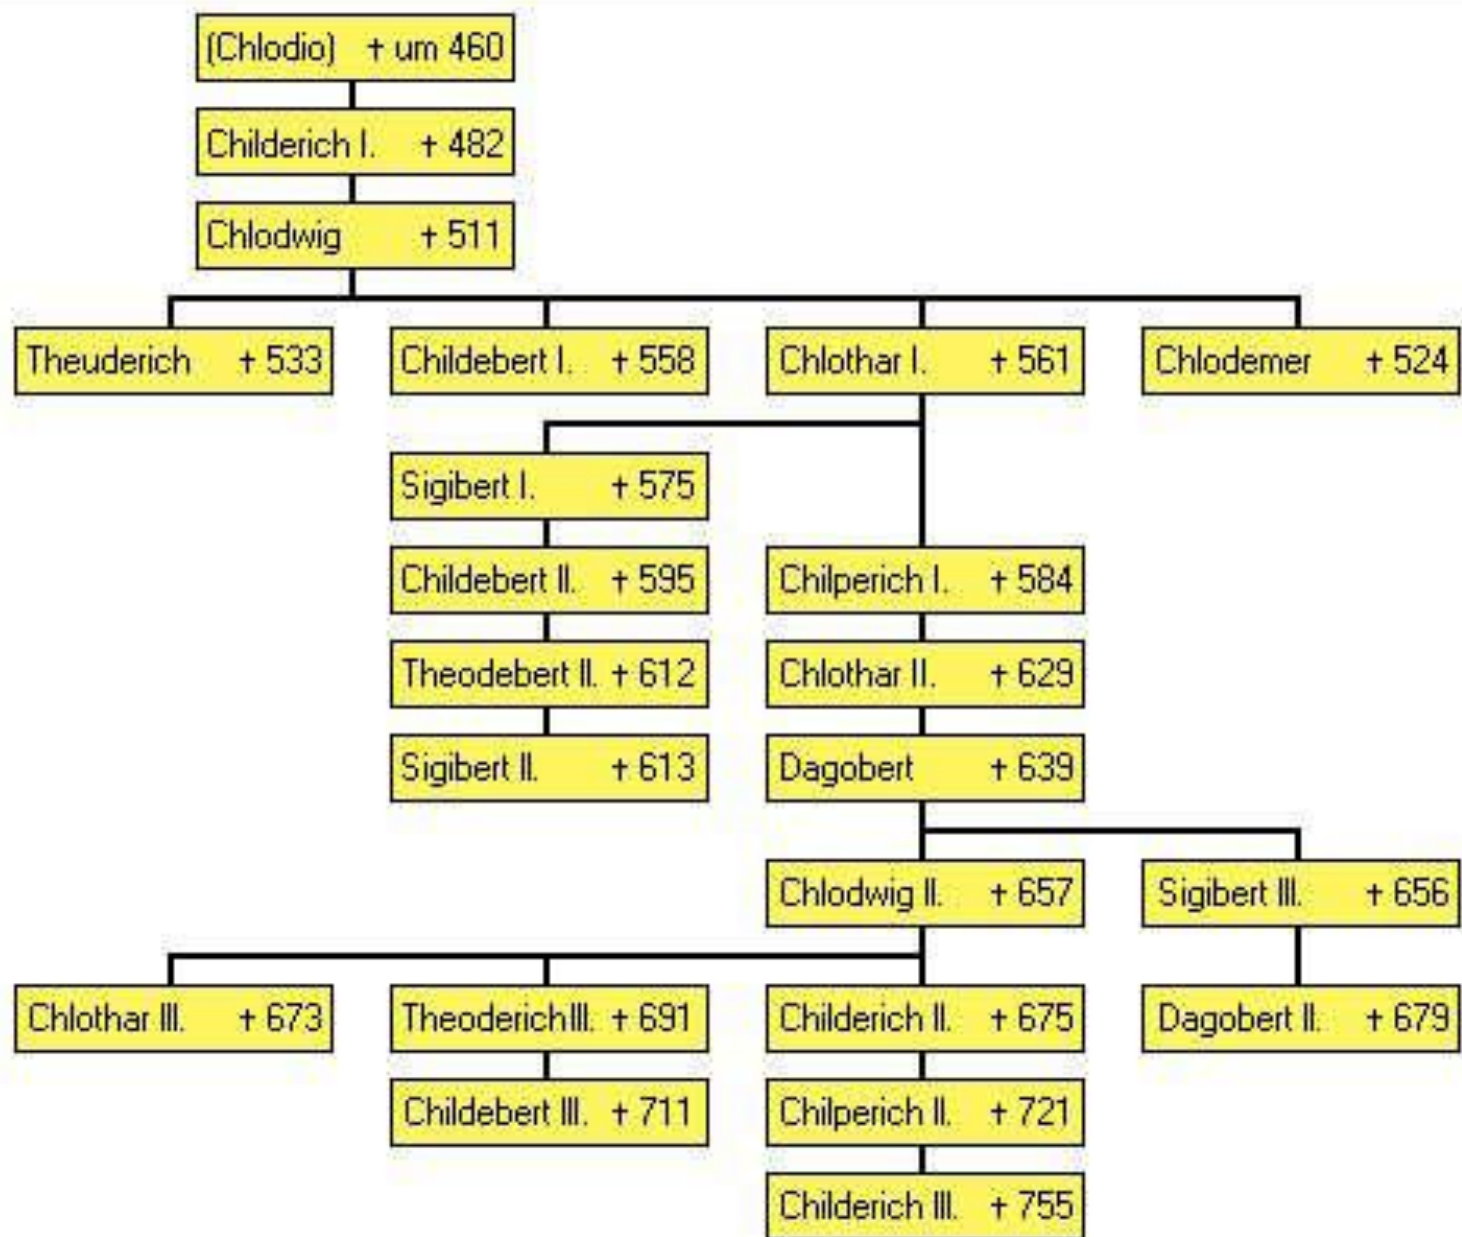 (Chlodio) † um 460
Childerich I. † 482
Chlodwig † 511
Theuderich † 533
Childebert I. † 558
Chlothar I. † 561
Chlodemer † 524
Sigibert I. † 575
Childebert II. † 595
Chilperich I. † 584
Theodebert II. † 612
Chlothar II. † 629
Sigibert II. † 613
Dagobert † 639
Chlodwig II. † 657
Sigibert III. † 656
Chlothar III. † 673
Theoderich III. † 691
Childerich II. † 675
Dagobert II. † 679
Childebert III. † 711
Chilperich II. † 721
Childerich III. † 755